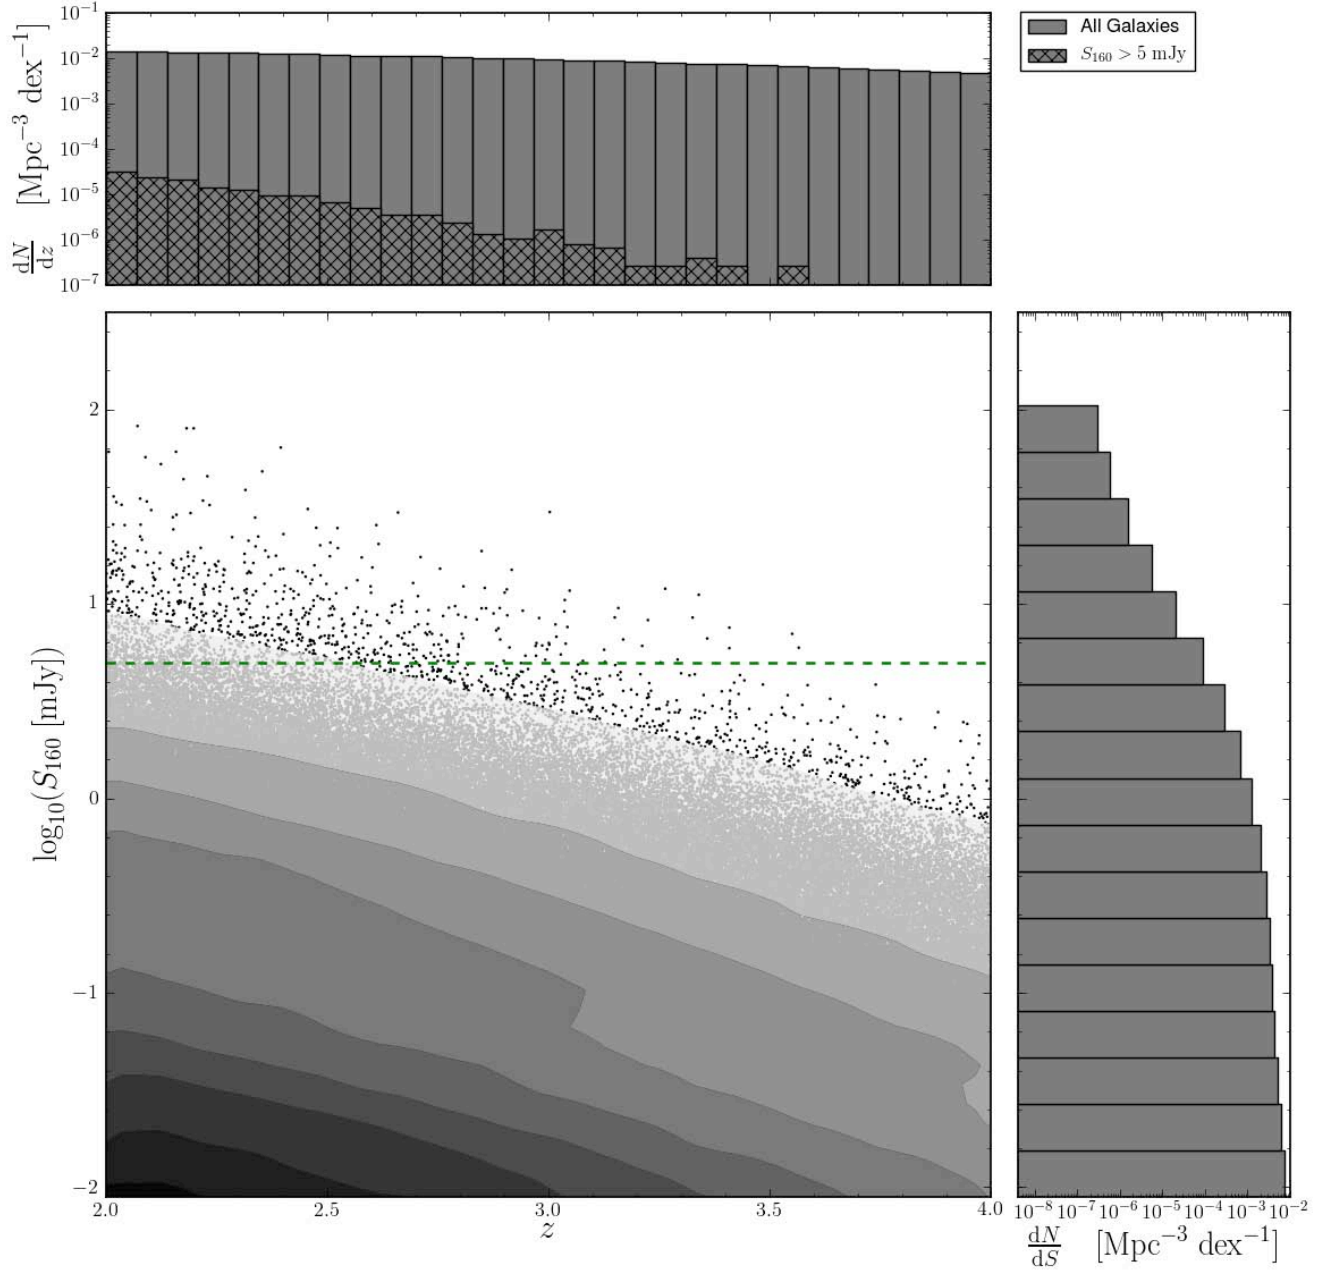 10⁻¹
10⁻²
10⁻³
10⁻⁴
10⁻⁵
10⁻⁶
10⁻⁷
dN/dz [Mpc⁻³ dex⁻¹]
All Galaxies
S₁₆₀ > 5 mJy
2
1
0
−1
−2
log₁₀(S₁₆₀ [mJy])
2.0 2.5 3.0 3.5 4.0
z
10⁻⁸ 10⁻⁷ 10⁻⁶ 10⁻⁵ 10⁻⁴ 10⁻³ 10⁻²
dN/dS [Mpc⁻³ dex⁻¹]